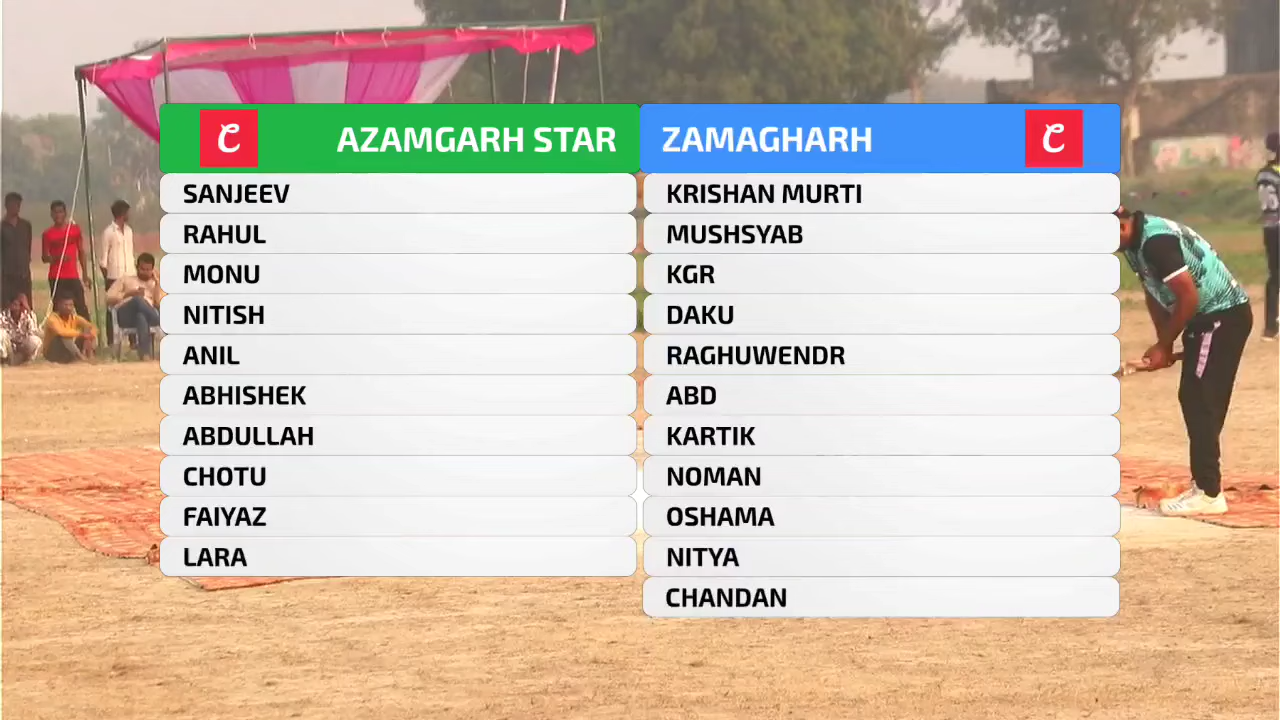 C AZAMGARH STAR
SANJEEV
RAHUL
MONU
NITISH
ANIL
ABHISHEK
ABDULLAH
CHOTU
FAIYAZ
LARA
ZAMAGHARH C
KRISHAN MURTI
MUSHSYAB
KGR
DAKU
RAGHUWENDR
ABD
KARTIK
NOMAN
OSHAMA
NITYA
CHANDAN